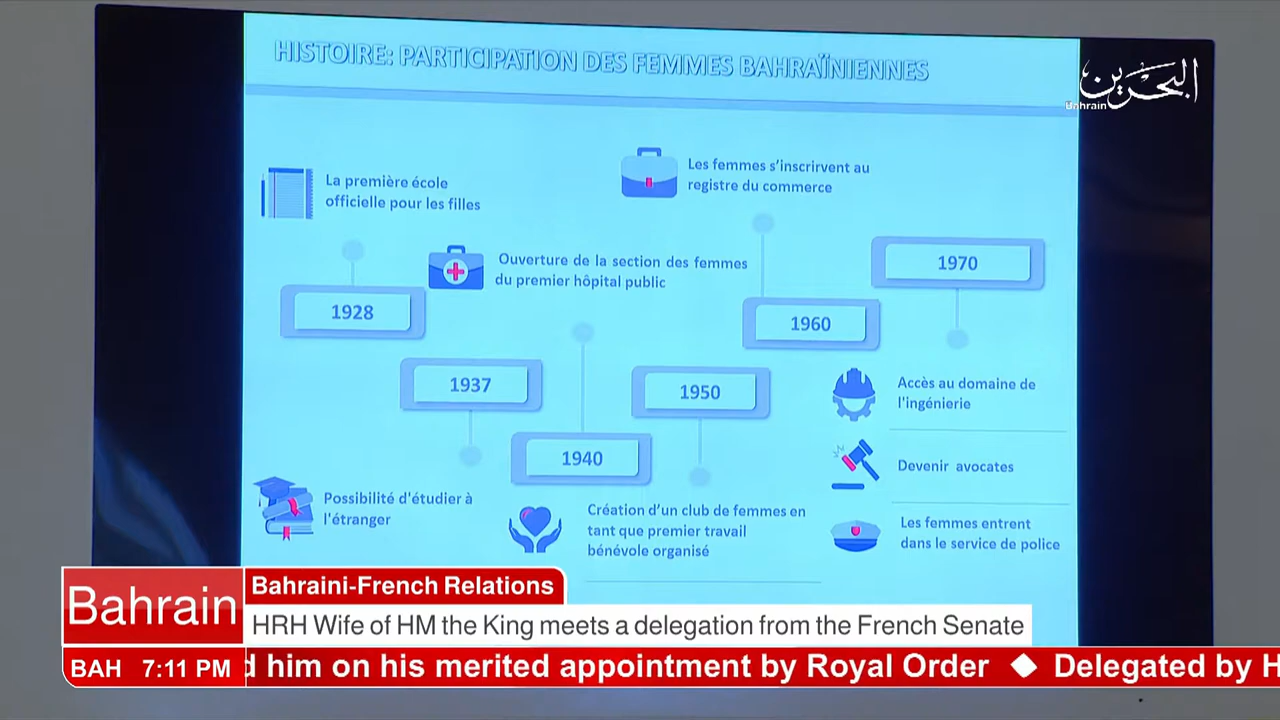 HISTOIRE: PARTICIPATION DES FEMMES BAHRAÏNIENNES
البحرين
Bahrain
La première école
officielle pour les filles
Les femmes s'inscrirvent au
registre du commerce
Ouverture de la section des femmes
du premier hôpital public
1970
1928
1960
1937
1950
1940
Accès au domaine de
l'ingénierie
Devenir avocates
Les femmes entrent
dans le service de police
Possibilité d'étudier à
l'étranger
Création d'un club de femmes en
tant que premier travail
bénévole organisé
Bahrain
Bahraini-French Relations
HRH Wife of HM the King meets a delegation from the French Senate
BAH 7:11 PM
him on his merited appointment by Royal Order ◆ Delegated by H